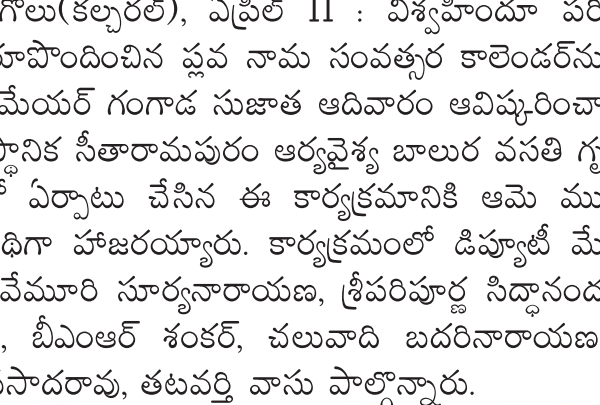 గోలు(కల్చరల్), ఏప్రిల్ 11 : విశ్వహిందూ పరి
రూపొందించిన ప్లవ నామ సంవత్సర కాలెండర్‌ను
మేయర్ గంగాడ సుజాత ఆదివారం ఆవిష్కరించా
స్థానిక సీతారామపురం ఆర్యవైశ్య బాలుర వసతి గృ
ఏర్పాటు చేసిన ఈ కార్యక్రమానికి ఆమె ము
థిగా హాజరయ్యారు. కార్యక్రమంలో డిప్యూటీ మే
వేమూరి సూర్యనారాయణ, శ్రీపరిపూర్ణ సిద్ధానంద
, బీఎంఆర్ శంకర్, చలువాది బదరినారాయణ
సాదరావు, తటవర్తి వాసు పాల్గొన్నారు.